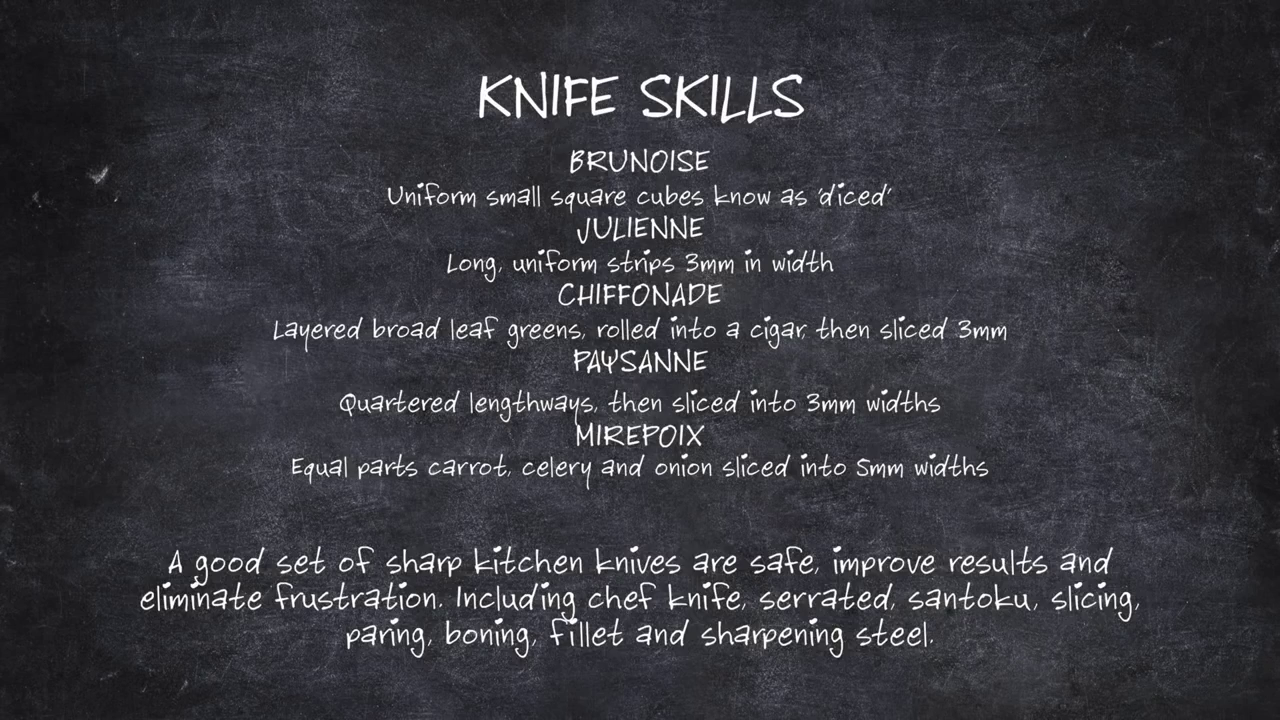 KNIFE SKILLS
BRUNOISE
Uniform small square cubes know as 'diced'
JULIENNE
Long, uniform strips 3mm in width
CHIFFONADE
Layered broad leaf greens, rolled into a cigar, then sliced 3mm
PAYSANNE
Quartered lengthways, then sliced into 3mm widths
MIREPOIX
Equal parts carrot, celery and onion sliced into 5mm widths
A good set of sharp kitchen knives are safe, improve results and
eliminate frustration. Including chef knife, serrated, santoku, slicing,
paring, boning, fillet and sharpening steel.